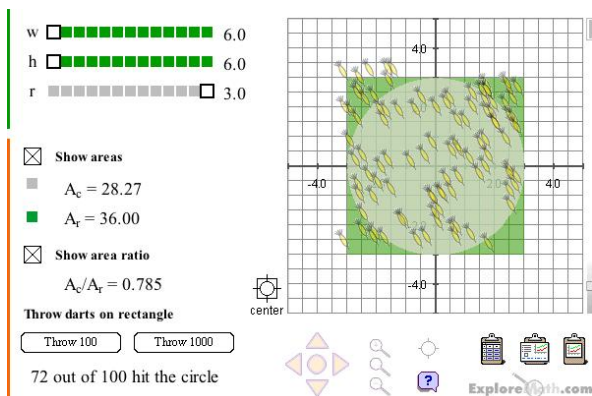 w 6.0
h 6.0
r 3.0
Show areas
Ac = 28.27
Ar = 36.00
Show area ratio
Ac/Ar = 0.785
Throw darts on rectangle
Throw 100 Throw 1000
72 out of 100 hit the circle
4.0
-4.0 2.0 4.0
-4.0
center
?
ExploreMath.com